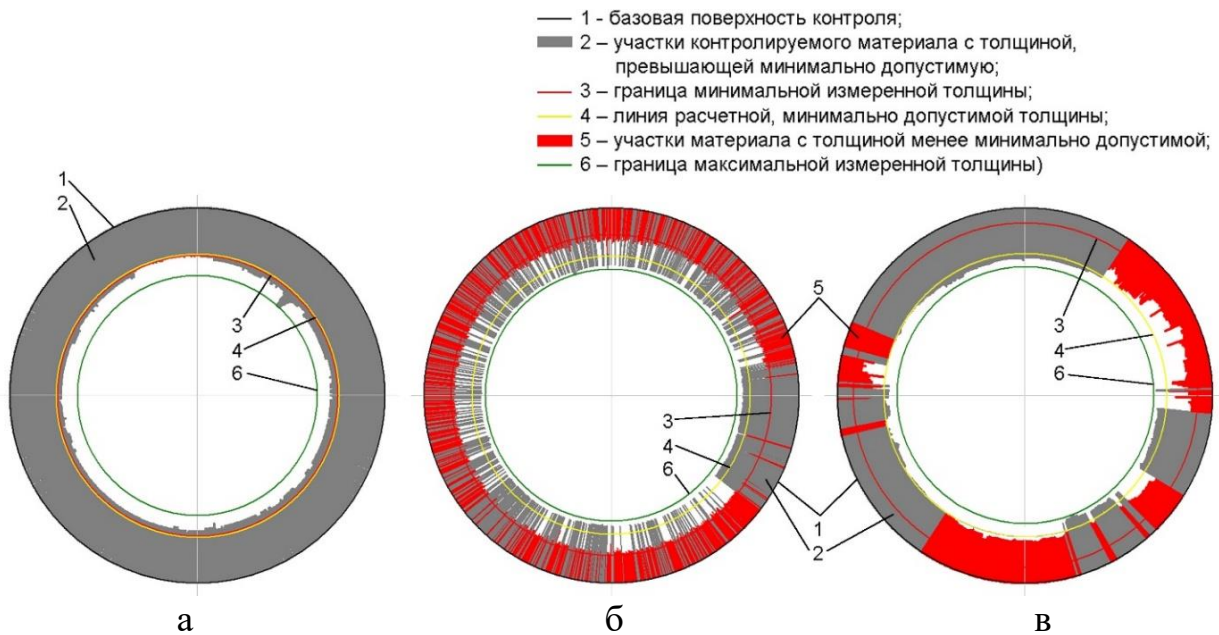 1 - базовая поверхность контроля;
2 – участки контролируемого материала с толщиной,
превышающей минимально допустимую;
3 – граница минимальной измеренной толщины;
4 – линия расчетной, минимально допустимой толщины;
5 – участки материала с толщиной менее минимально допустимой;
6 – граница максимальной измеренной толщины)
1
2
3
4
6
5
3
4
6
1
2
3
4
6
а
б
в